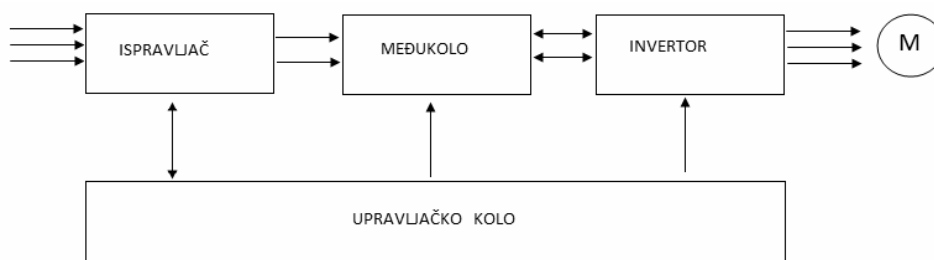 ISPRAVLJAČ
MEĐUKOLO
INVERTOR
M
UPRAVLJAČKO KOLO